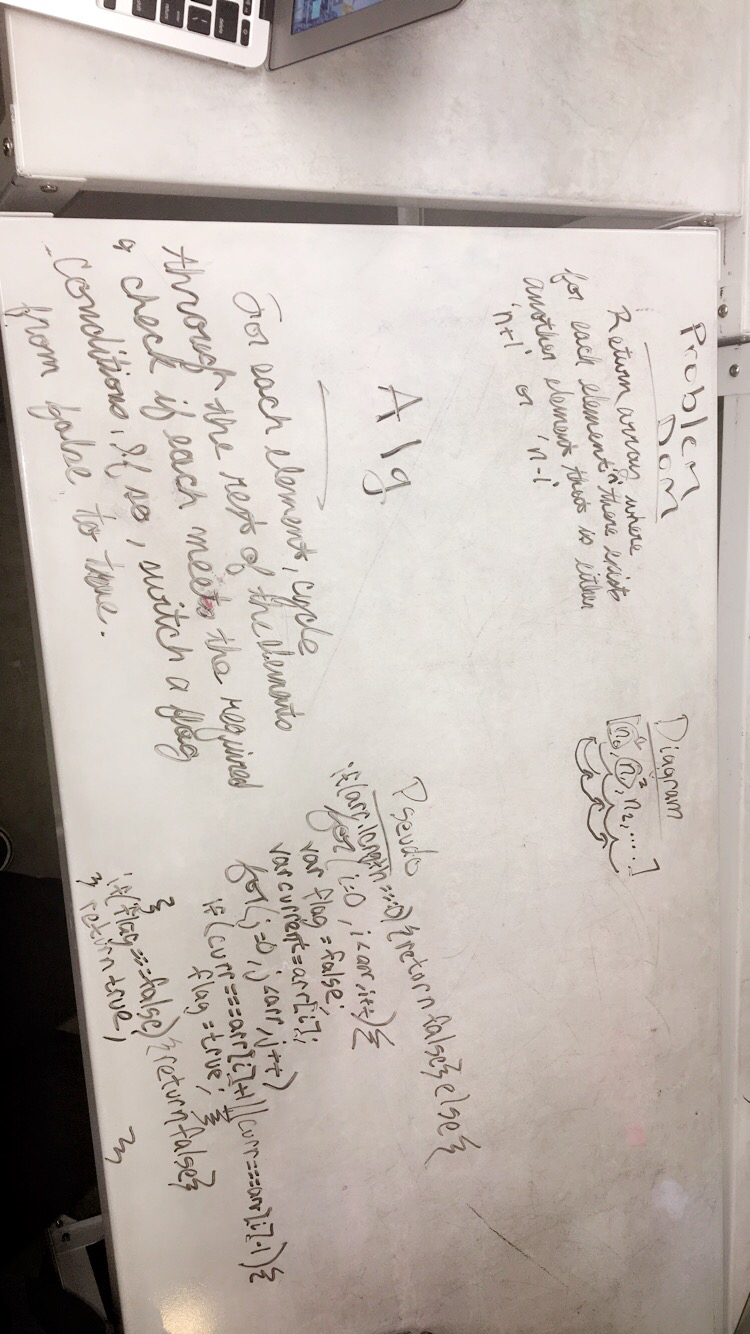 Problem
Dom
Return array where
for each element 'n' there exists
another element that is either
'n+1' or 'n-1'
Diagram
[n₀, n₁, n₂, .... ]
Alg
For each element, cycle
through the rest of the elements
& check if each meets the required
conditions. If so, switch a flag
from false to true.
Pseudo
if(arr.length===0){return false} else{
for(i=0, i<arr, i++){
var flag = false;
var current=arr[i];
for(j=0, j<arr, j++)
if(curr===arr[i]+1||curr===arr[i]-1){
flag=true; }}
}
if(flag===false){return false}
} return true; };